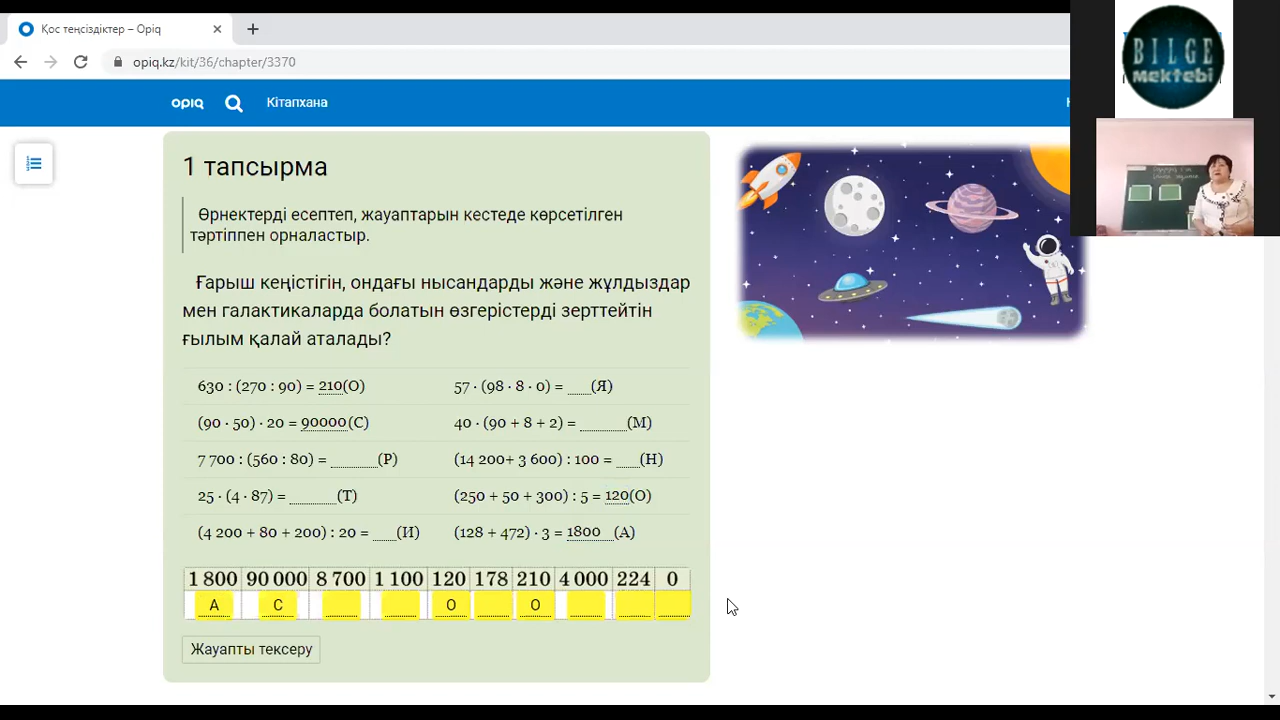 Қос теңсіздіктер – Opiq
opiq.kz/kit/36/chapter/3370
opiq
Кітапхана
BILGE
мектебі
1 тапсырма
Өрнектерді есептеп, жауаптарын кестеде көрсетілген
тәртіппен орналастыр.
Ғарыш кеңістігін, ондағы нысандарды және жұлдыздар
мен галактикаларда болатын өзгерістерді зерттейтін
ғылым қалай аталады?
630 : (270 : 90) = 210(О) 57 · (98 · 8 · 0) = ___(Я)
(90 · 50) · 20 = 90000(С) 40 · (90 + 8 + 2) = ______(М)
7 700 : (560 : 80) = ______(Р) (14 200+ 3 600) : 100 = ___(Н)
25 · (4 · 87) = ______(Т) (250 + 50 + 300) : 5 = 120(О)
(4 200 + 80 + 200) : 20 = ___(И) (128 + 472) · 3 = 1800 (А)
1 800 90 000 8 700 1 100 120 178 210 4 000 224 0
А С О О
Жауапты тексеру